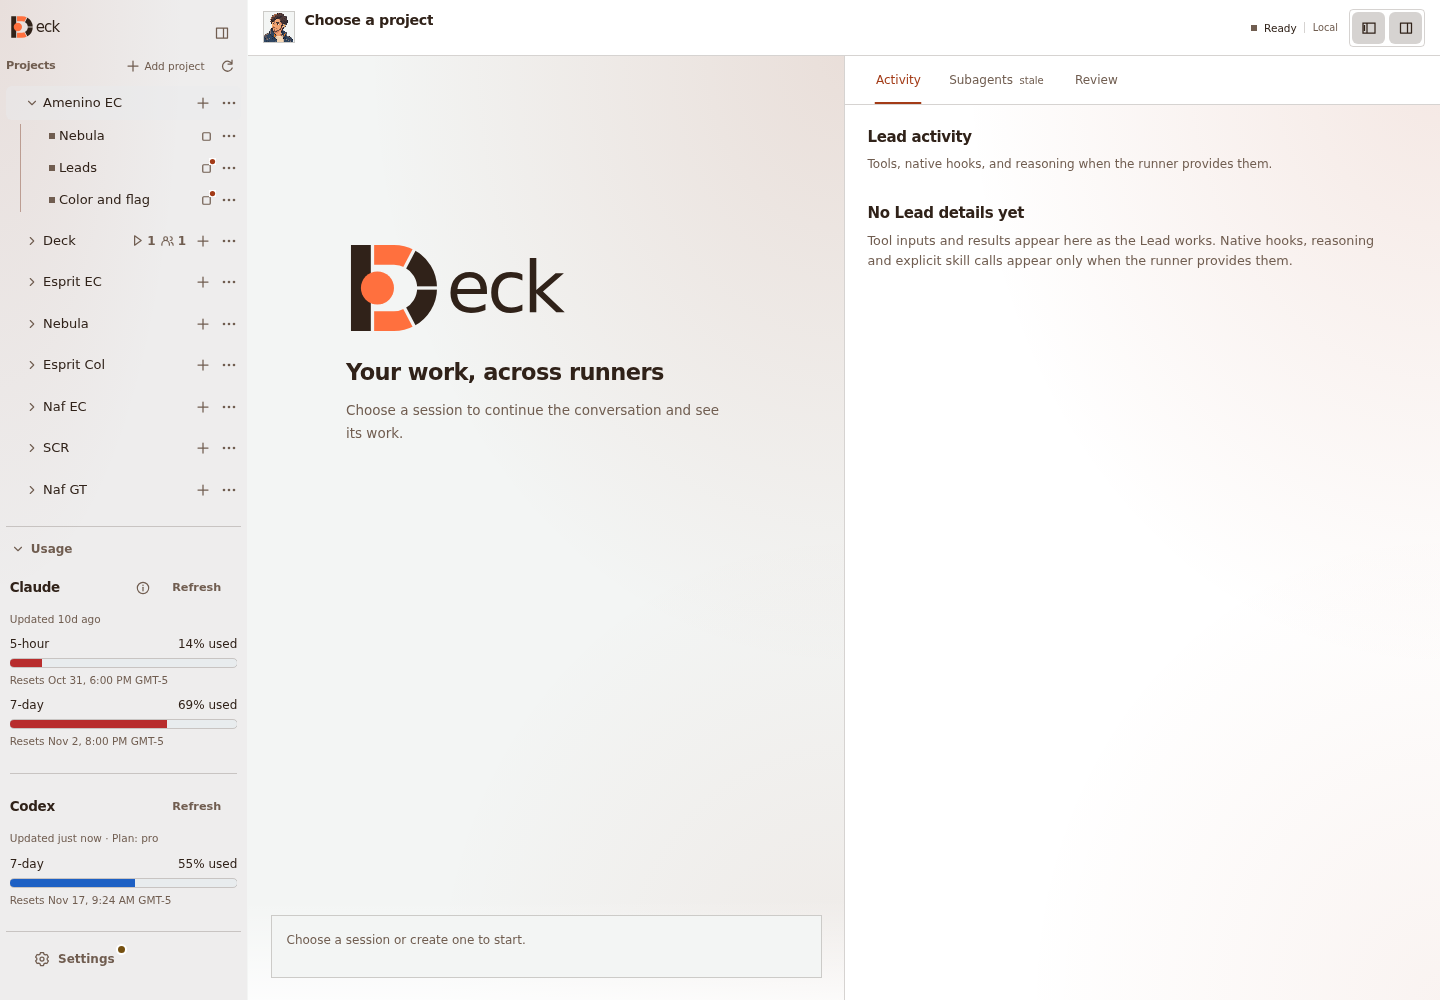 Deck
Projects
Add project
Amenino EC
Nebula
Leads
Color and flag
Deck 1 1
Esprit EC
Nebula
Esprit Col
Naf EC
SCR
Naf GT
Usage
Claude Refresh
Updated 10d ago
5-hour 14% used
Resets Oct 31, 6:00 PM GMT-5
7-day 69% used
Resets Nov 2, 8:00 PM GMT-5
Codex Refresh
Updated just now · Plan: pro
7-day 55% used
Resets Nov 17, 9:24 AM GMT-5
Settings
Choose a project
Ready Local
Deck
Your work, across runners
Choose a session to continue the conversation and see
its work.
Choose a session or create one to start.
Activity Subagents stale Review
Lead activity
Tools, native hooks, and reasoning when the runner provides them.
No Lead details yet
Tool inputs and results appear here as the Lead works. Native hooks, reasoning
and explicit skill calls appear only when the runner provides them.